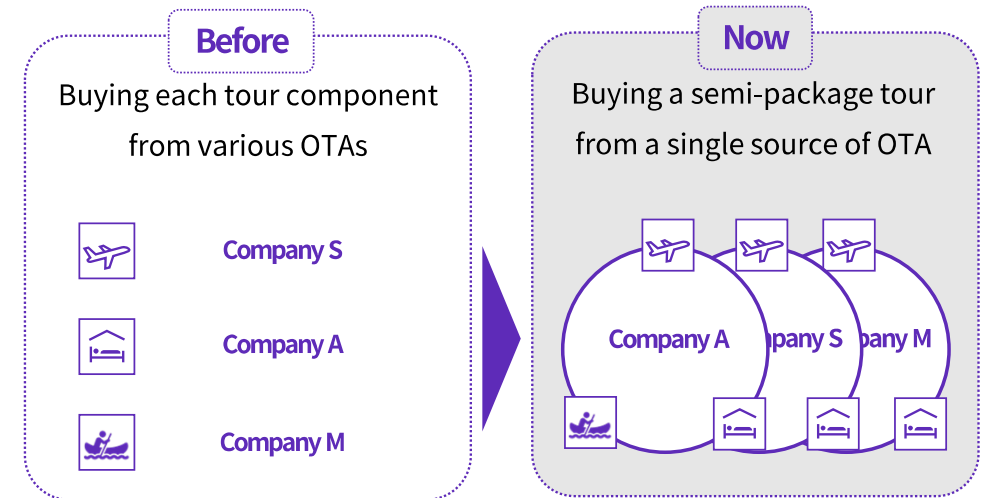 Before
Buying each tour component
from various OTAs
Company S
Company A
Company M
Now
Buying a semi-package tour
from a single source of OTA
Company A
mpany S
pany M